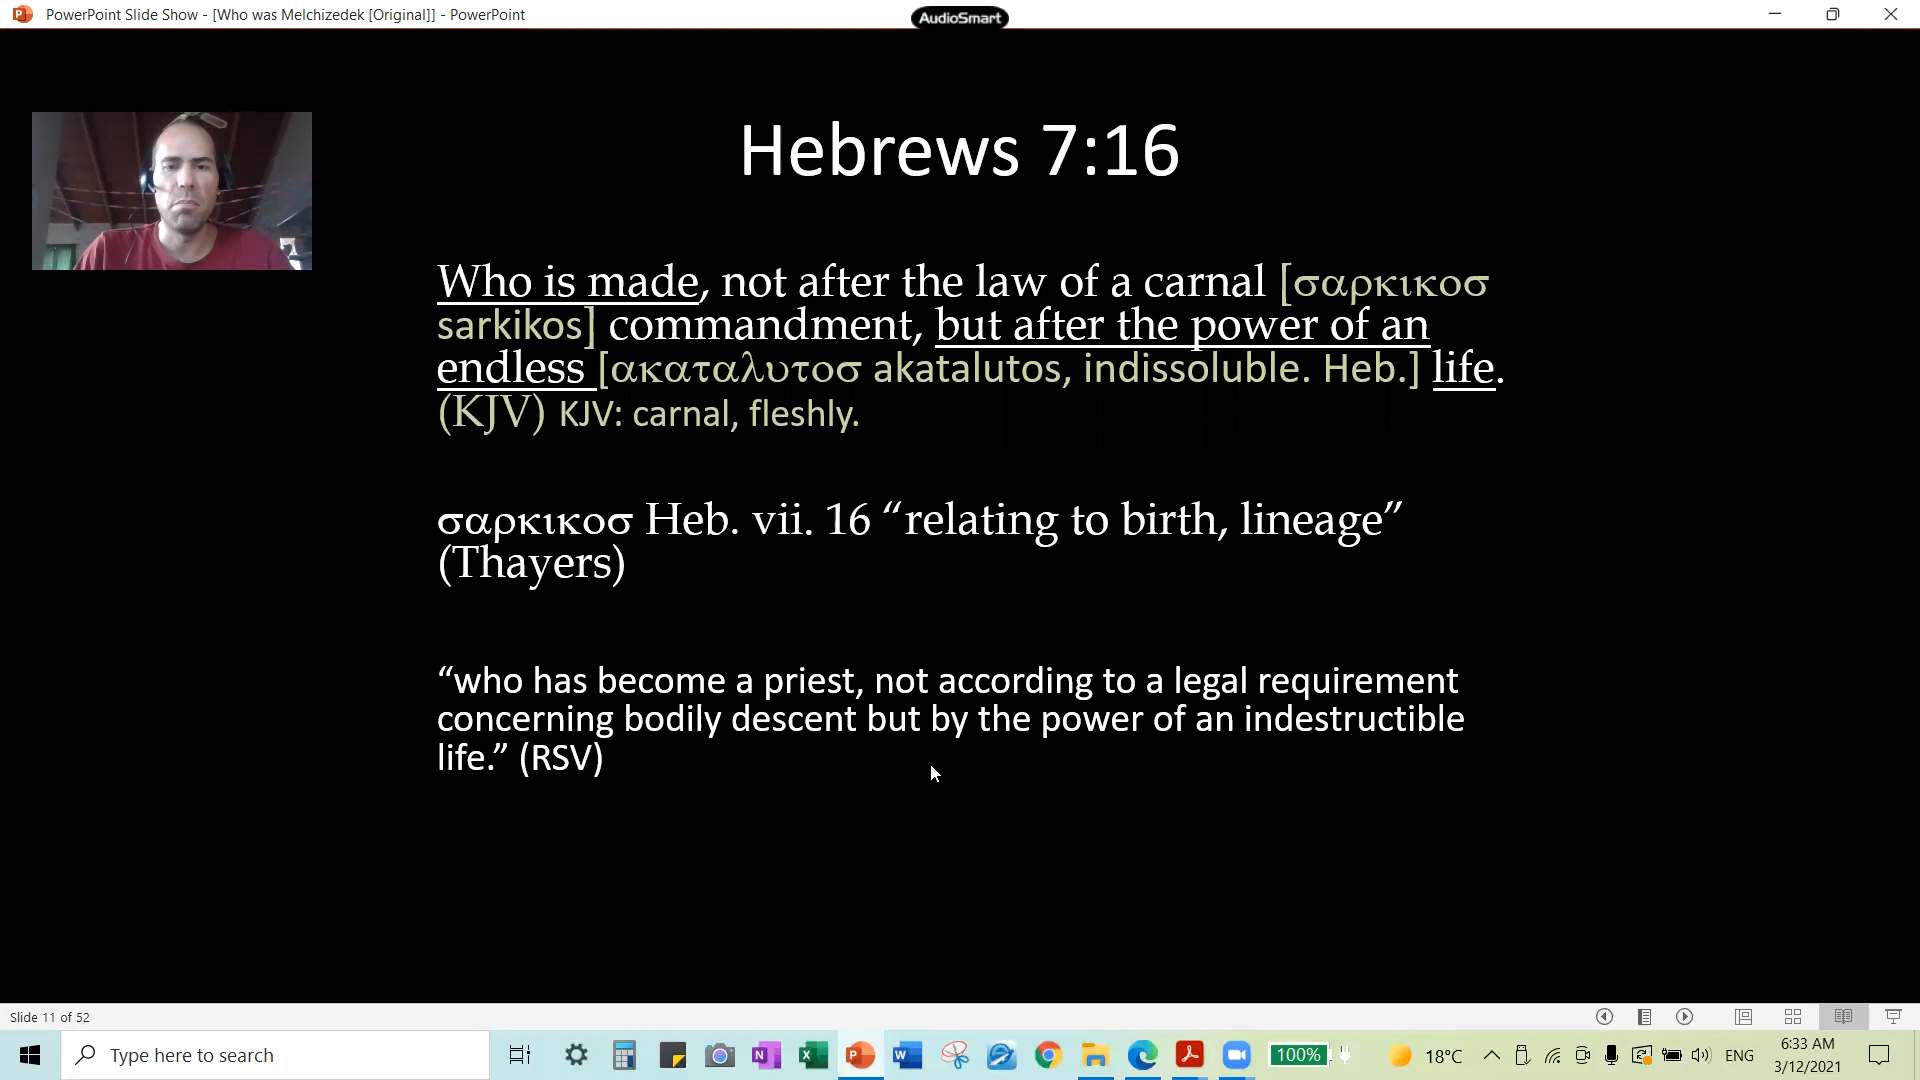 PowerPoint Slide Show - [Who was Melchizedek [Original]] - PowerPoint
AudioSmart
Hebrews 7:16
Who is made, not after the law of a carnal [σαρκικοσ
sarkikos] commandment, but after the power of an
endless [ακαταλυτοσ akatalutos, indissoluble. Heb.] life.
(KJV) KJV: carnal, fleshly.
σαρκικοσ Heb. vii. 16 “relating to birth, lineage”
(Thayers)
“who has become a priest, not according to a legal requirement
concerning bodily descent but by the power of an indestructible
life.” (RSV)
Slide 11 of 52
Type here to search
100%
18°C
ENG
6:33 AM
3/12/2021